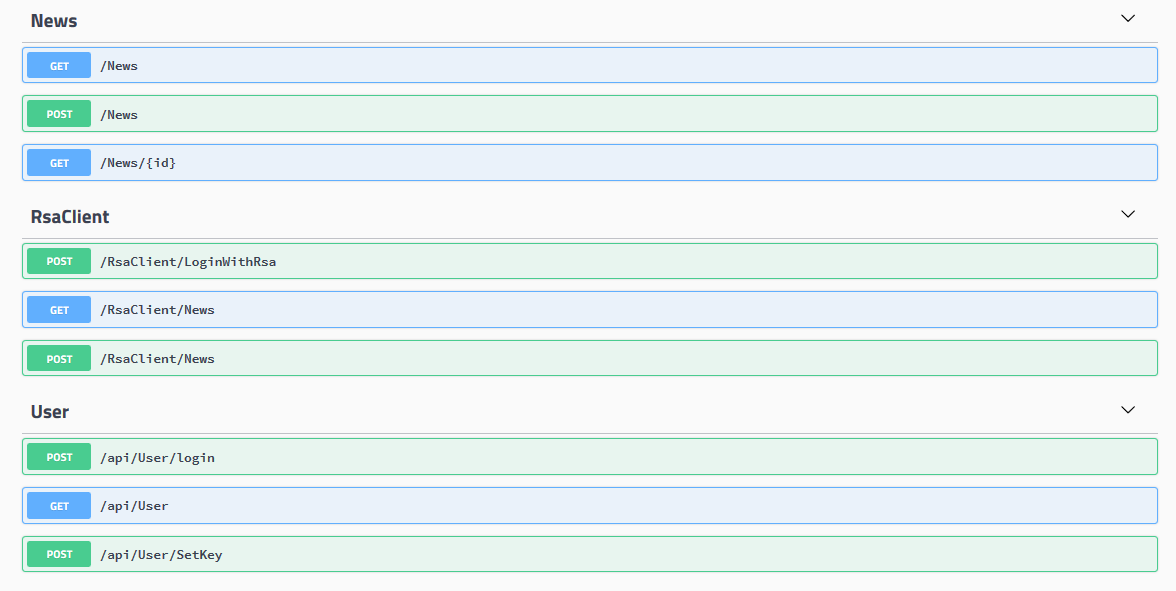 News
GET /News
POST /News
GET /News/{id}
RsaClient
POST /RsaClient/LoginWithRsa
GET /RsaClient/News
POST /RsaClient/News
User
POST /api/User/login
GET /api/User
POST /api/User/SetKey